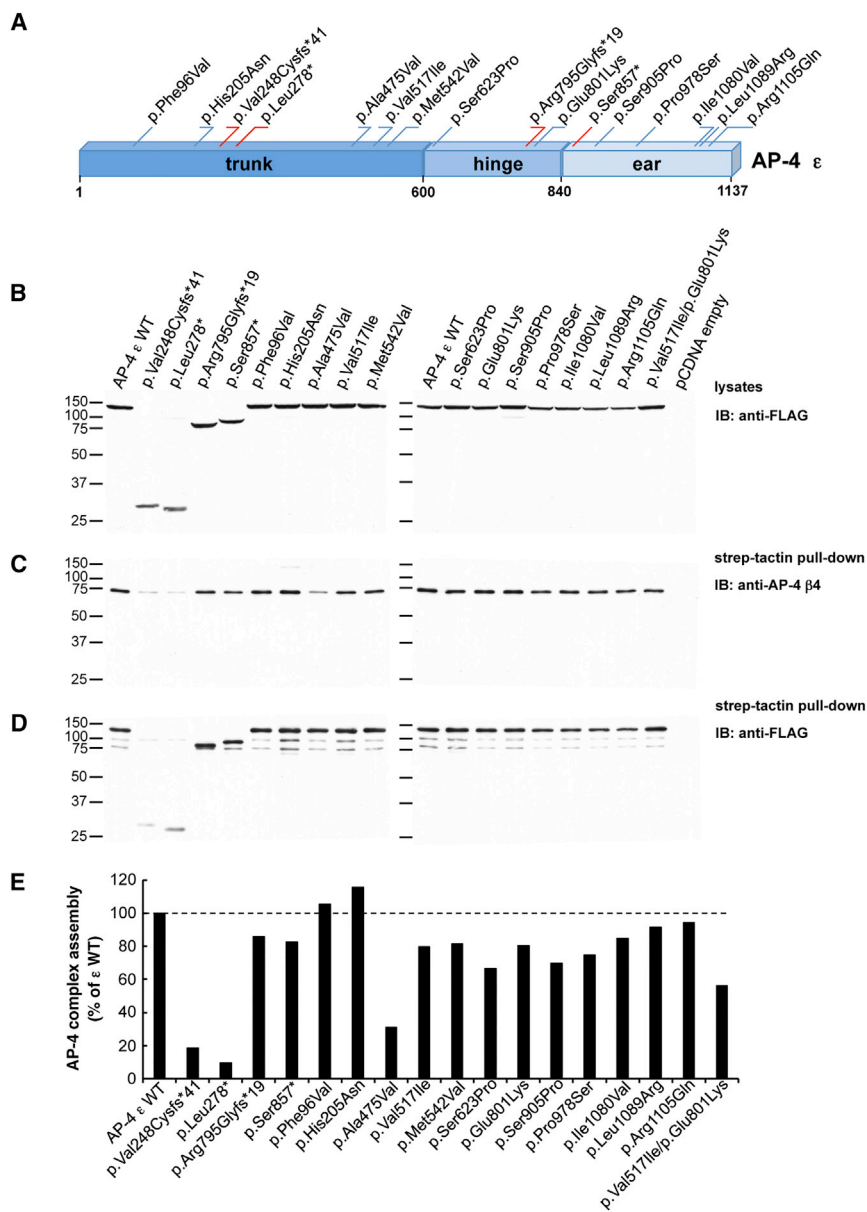 A
p.Phe96Val
p.His205Asn
p.Val248Cysfs*41
p.Leu278*
p.Ala475Val
p.Val517Ile
p.Met542Val
p.Ser623Pro
p.Arg795Glyfs*19
p.Glu801Lys
p.Ser857*
p.Ser905Pro
p.Pro978Ser
p.Ile1080Val
p.Leu1089Arg
p.Arg1105Gln
trunk hinge ear AP-4 ε
1 600 840 1137
B
AP-4 ε WT
p.Val248Cysfs*41
p.Leu278*
p.Arg795Glyfs*19
p.Ser857*
p.Phe96Val
p.His205Asn
p.Ala475Val
p.Val517Ile
p.Met542Val
AP-4 ε WT
p.Ser623Pro
p.Glu801Lys
p.Ser905Pro
p.Pro978Ser
p.Ile1080Val
p.Leu1089Arg
p.Arg1105Gln
p.Val517Ile/p.Glu801Lys
pCDNA empty
lysates
IB: anti-FLAG
150
100
75
50
37
25
C
strep-tactin pull-down
IB: anti-AP-4 β4
150
100
75
50
37
25
D
strep-tactin pull-down
IB: anti-FLAG
150
100
75
50
37
25
E
AP-4 complex assembly
(% of ε WT)
120
100
80
60
40
20
0
AP-4 ε WT
p.Val248Cysfs*41
p.Leu278*
p.Arg795Glyfs*19
p.Ser857*
p.Phe96Val
p.His205Asn
p.Ala475Val
p.Val517Ile
p.Met542Val
p.Ser623Pro
p.Glu801Lys
p.Ser905Pro
p.Pro978Ser
p.Ile1080Val
p.Leu1089Arg
p.Arg1105Gln
p.Val517Ile/p.Glu801Lys